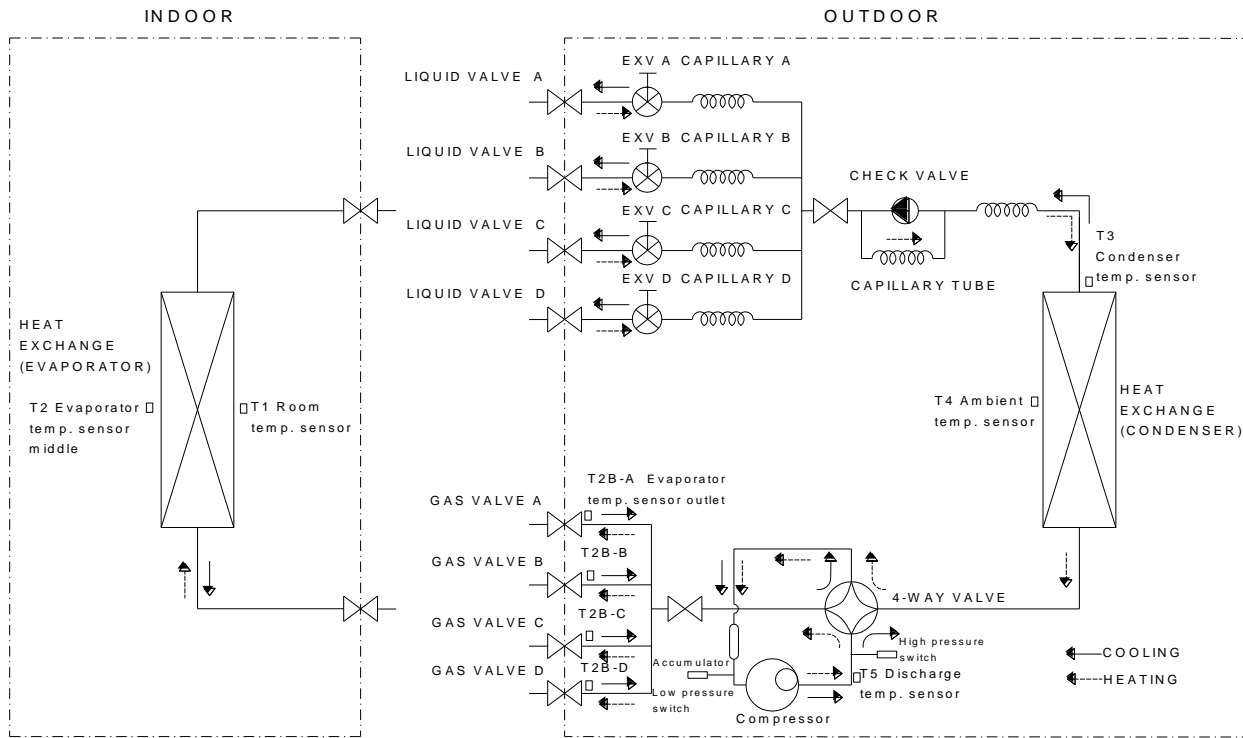 INDOOR
OUTDOOR
LIQUID VALVE A
EXV A CAPILLARY A
LIQUID VALVE B
EXV B CAPILLARY B
LIQUID VALVE C
EXV C CAPILLARY C
LIQUID VALVE D
EXV D CAPILLARY D
CHECK VALVE
CAPILLARY TUBE
T3
Condenser
temp. sensor
HEAT
EXCHANGE
(EVAPORATOR)
T2 Evaporator
temp. sensor
middle
T1 Room
temp. sensor
T4 Ambient
temp. sensor
HEAT
EXCHANGE
(CONDENSER)
GAS VALVE A
T2B-A Evaporator
temp. sensor outlet
GAS VALVE B
T2B-B
GAS VALVE C
T2B-C
GAS VALVE D
T2B-D
4-WAY VALVE
High pressure
switch
Accumulator
Low pressure
switch
T5 Discharge
temp. sensor
Compressor
COOLING
HEATING